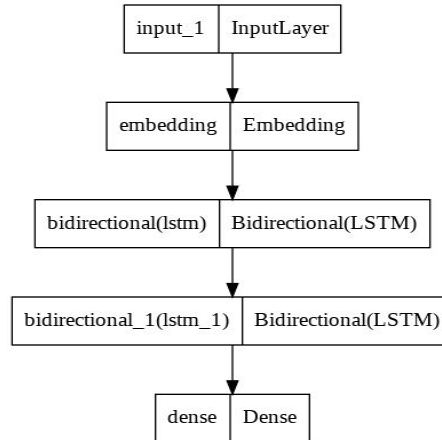 input_1 InputLayer
embedding Embedding
bidirectional(lstm) Bidirectional(LSTM)
bidirectional_1(lstm_1) Bidirectional(LSTM)
dense Dense